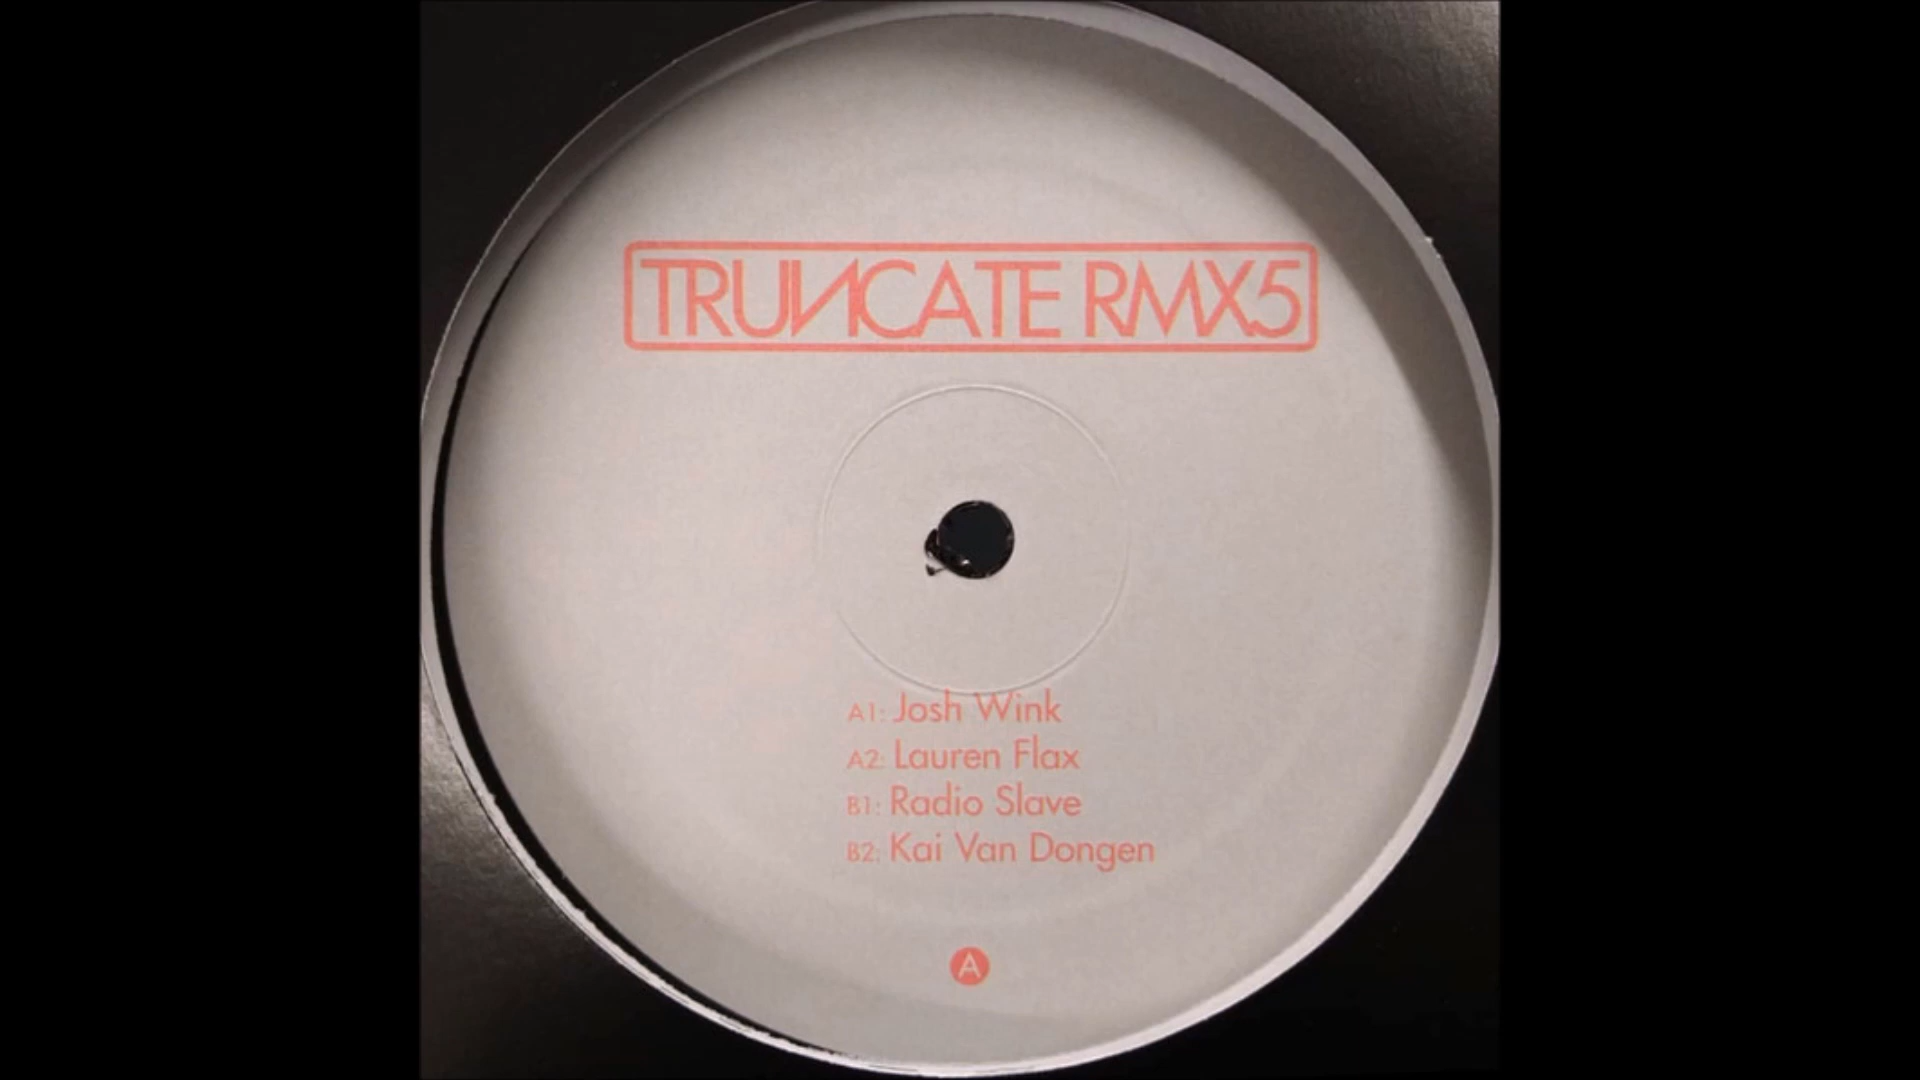 TRUNCATE RMX5
A1: Josh Wink
A2: Lauren Flax
B1: Radio Slave
B2: Kai Van Dongen
A